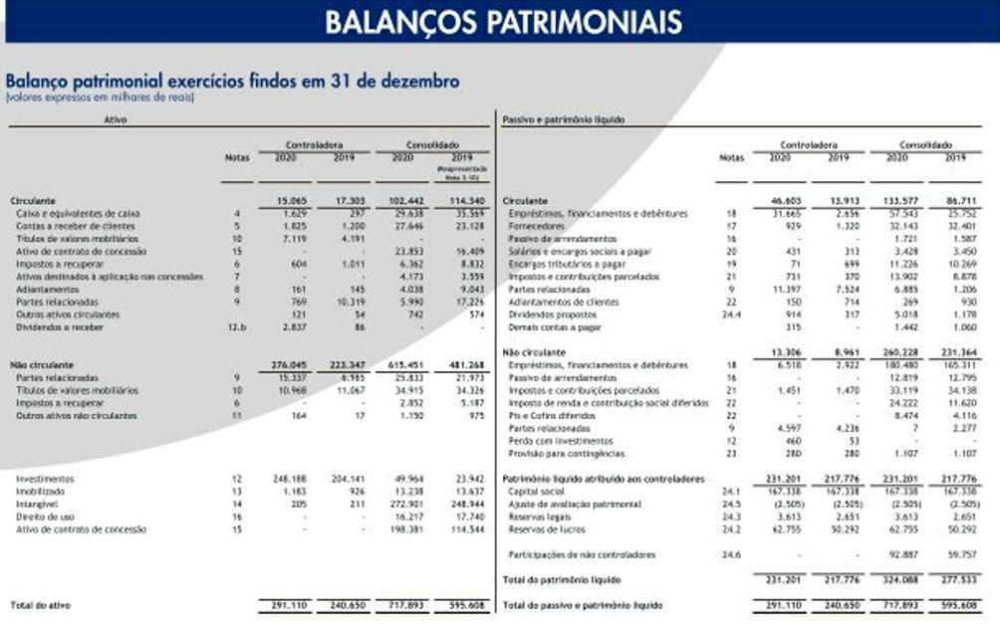 BALANÇOS PATRIMONIAIS
Balanço patrimonial exercícios findos em 31 de dezembro
(valores expressos em milhares de reais)
Ativo
Controladora Consolidado
Notas 2020 2019 2020 2019
(Reapresentado
Nota 3.10)
Circulante 15.065 17.303 102.442 114.340
Caixa e equivalentes de caixa 4 1.629 297 29.638 35.569
Contas a receber de clientes 5 1.825 1.200 27.646 23.128
Títulos de valores mobiliários 10 7.119 4.191 - -
Ativo de contrato de concessão 15 - - 23.853 16.409
Impostos a recuperar 6 604 1.011 6.362 8.832
Ativos destinados à aplicação nas concessões 7 - - 4.173 3.559
Adiantamentos 8 161 145 4.038 9.043
Partes relacionadas 9 769 10.319 5.990 17.226
Outros ativos circulantes 121 54 742 574
Dividendos a receber 12.b 2.837 86 - -
Não circulante 276.045 223.347 615.451 481.268
Partes relacionadas 9 15.337 6.985 25.833 21.973
Títulos de valores mobiliários 10 10.968 11.067 34.915 34.326
Impostos a recuperar 6 - - 2.852 5.187
Outros ativos não circulantes 11 164 17 1.150 975
Investimentos 12 248.188 204.141 49.964 23.942
Imobilizado 13 1.183 926 13.238 13.637
Intangível 14 205 211 272.901 248.944
Direito de uso 16 - - 16.217 17.740
Ativo de contrato de concessão 15 - - 198.381 114.544
Total do ativo 291.110 240.650 717.893 595.608
Passivo e patrimônio líquido
Controladora Consolidado
Notas 2020 2019 2020 2019
Circulante 46.603 13.913 133.577 86.711
Empréstimos, financiamentos e debêntures 18 31.665 2.656 57.543 25.752
Fornecedores 17 929 1.320 32.143 32.401
Passivo de arrendamentos 16 - - 1.721 1.587
Salários e encargos sociais a pagar 20 431 313 3.428 3.450
Encargos tributários a pagar 19 71 699 11.226 10.269
Impostos e contribuições parcelados 21 731 370 13.902 8.878
Partes relacionadas 9 11.397 7.524 6.885 1.206
Adiantamentos de clientes 22 150 714 269 930
Dividendos propostos 24.4 914 317 5.018 1.178
Demais contas a pagar 315 - 1.442 1.060
Não circulante 13.306 8.961 260.228 231.364
Empréstimos, financiamentos e debêntures 18 6.518 2.922 180.480 165.311
Passivo de arrendamentos 16 - - 12.819 12.795
Impostos e contribuições parcelados 21 1.451 1.470 33.119 34.138
Imposto de renda e contribuição social diferidos 22 - - 24.222 11.620
Pis e Cofins diferidos 22 - - 8.474 4.116
Partes relacionadas 9 4.597 4.236 7 2.277
Perda com investimentos 12 460 53 - -
Provisão para contingências 23 280 280 1.107 1.107
Patrimônio líquido atribuído aos controladores 231.201 217.776 231.201 217.776
Capital social 24.1 167.338 167.338 167.338 167.338
Ajuste de avaliação patrimonial 24.5 (2.505) (2.505) (2.505) (2.505)
Reservas legais 24.3 3.613 2.651 3.613 2.651
Reservas de lucros 24.2 62.755 50.292 62.755 50.292
Participações de não controladores 24.6 - - 92.887 59.757
Total do patrimônio líquido 231.201 217.776 324.088 277.533
Total do passivo e patrimônio líquido 291.110 240.650 717.893 595.608